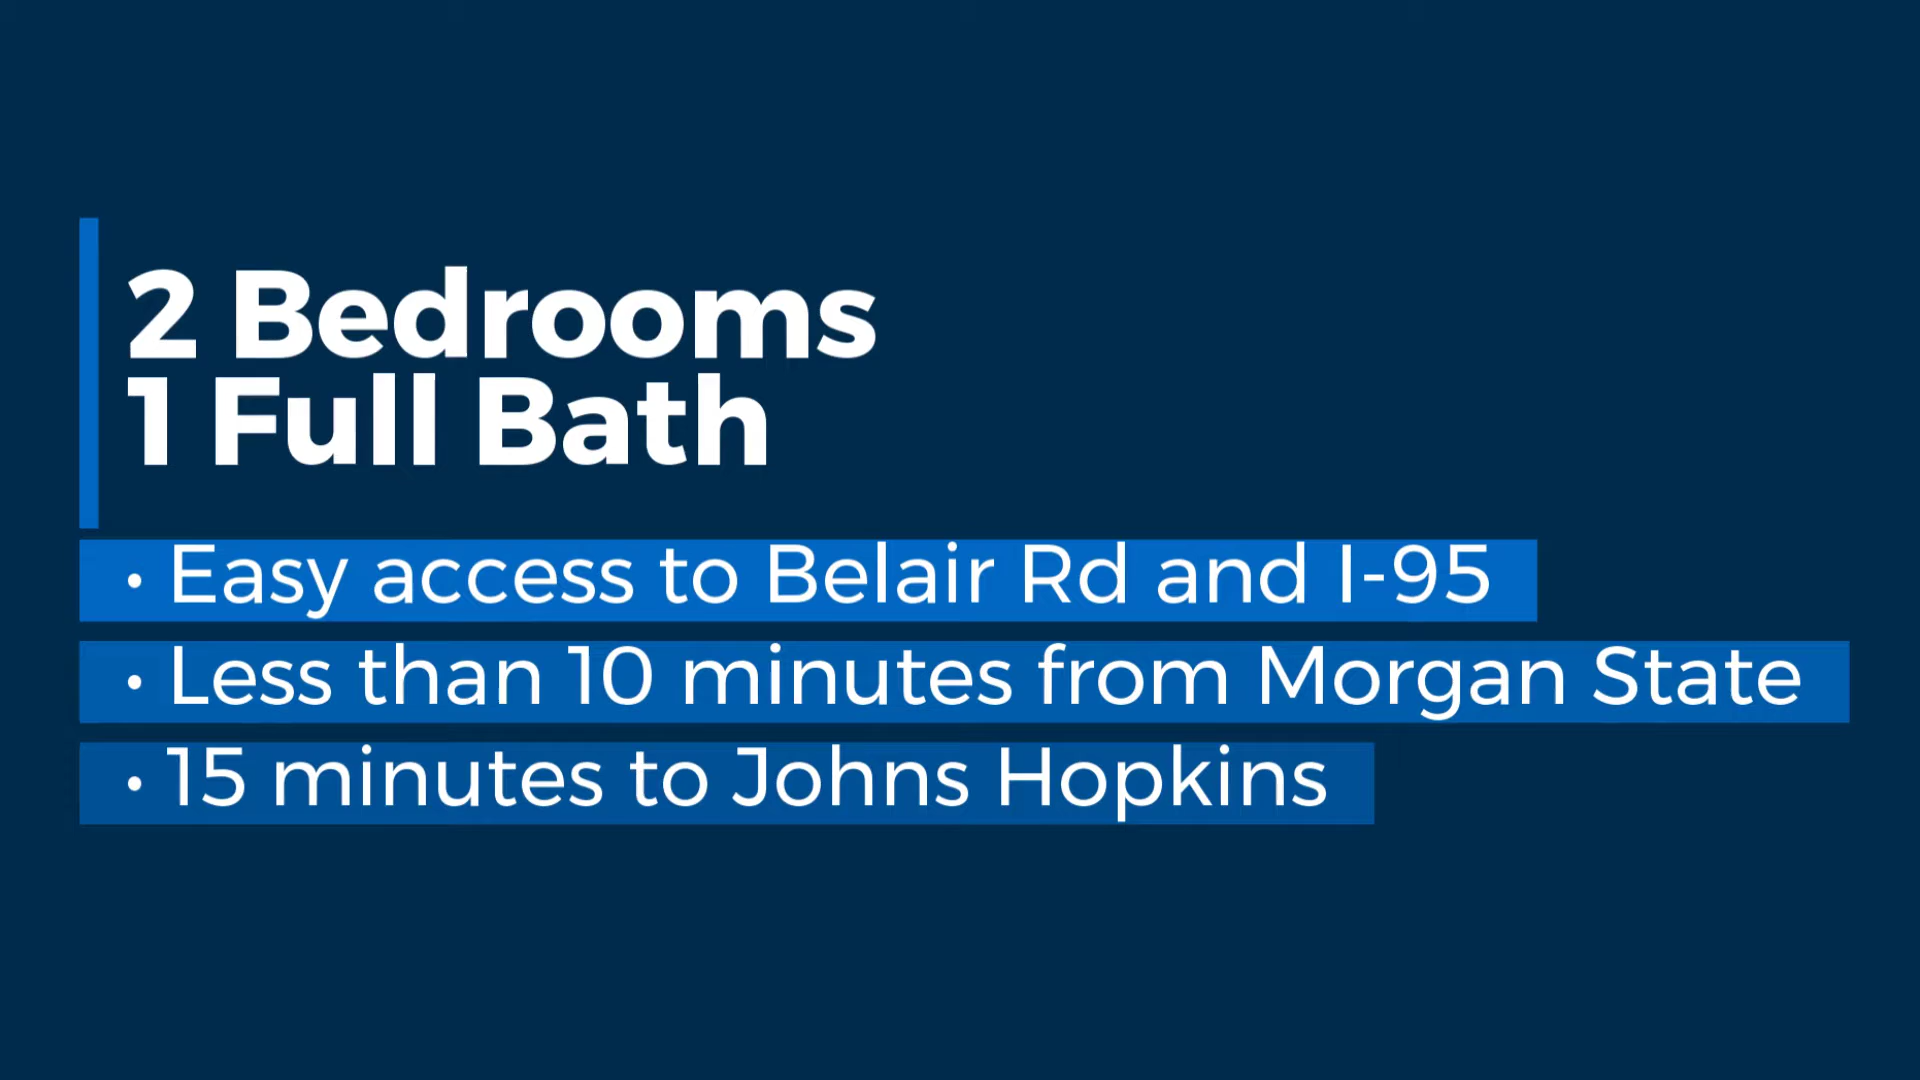 2 Bedrooms
1 Full Bath
• Easy access to Belair Rd and I-95
• Less than 10 minutes from Morgan State
• 15 minutes to Johns Hopkins